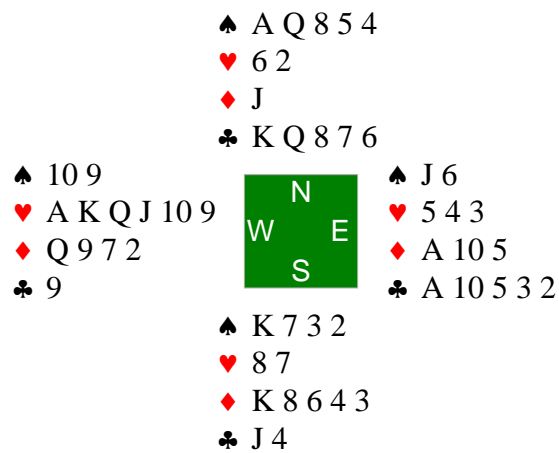 ♠ A Q 8 5 4
♥ 6 2
♦ J
♣ K Q 8 7 6
♠ 10 9
♥ A K Q J 10 9
♦ Q 9 7 2
♣ 9
N
W E
S
♠ J 6
♥ 5 4 3
♦ A 10 5
♣ A 10 5 3 2
♠ K 7 3 2
♥ 8 7
♦ K 8 6 4 3
♣ J 4